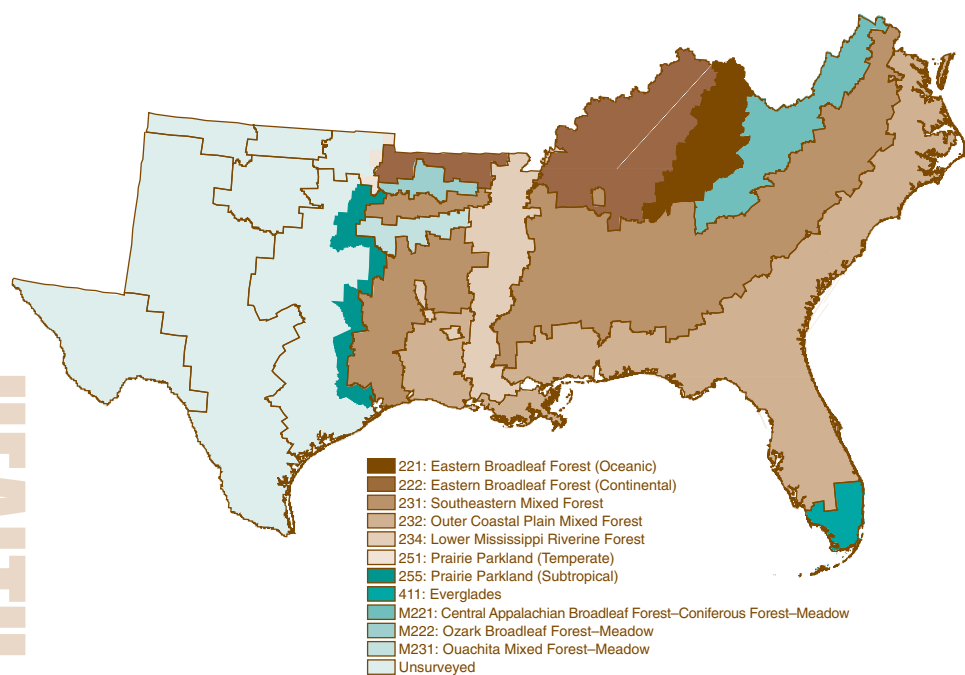 221: Eastern Broadleaf Forest (Oceanic)
222: Eastern Broadleaf Forest (Continental)
231: Southeastern Mixed Forest
232: Outer Coastal Plain Mixed Forest
234: Lower Mississippi Riverine Forest
251: Prairie Parkland (Temperate)
255: Prairie Parkland (Subtropical)
411: Everglades
M221: Central Appalachian Broadleaf Forest–Coniferous Forest–Meadow
M222: Ozark Broadleaf Forest–Meadow
M231: Ouachita Mixed Forest–Meadow
Unsurveyed